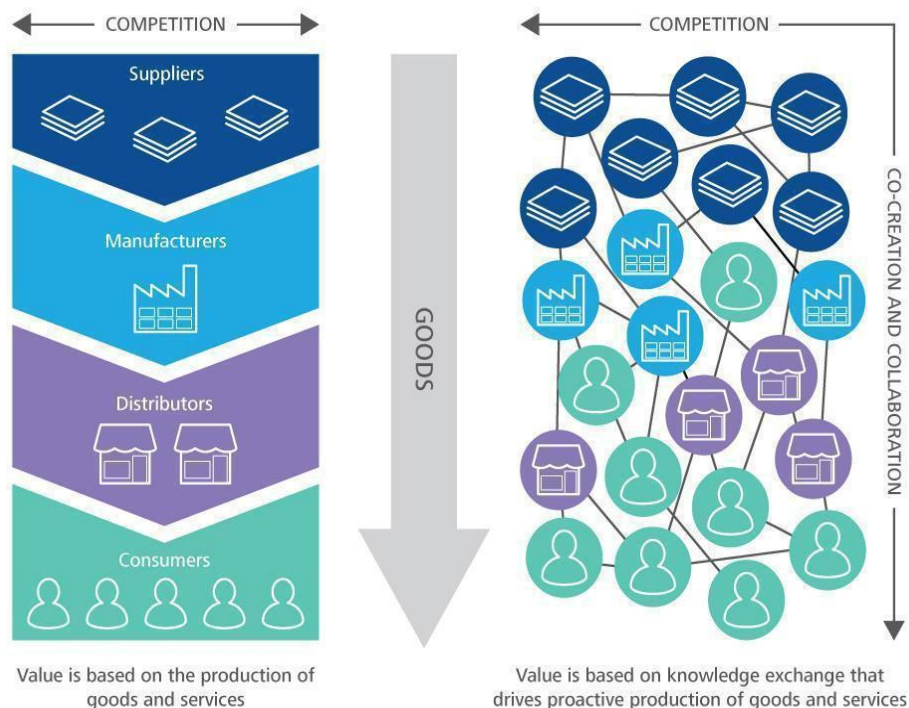 COMPETITION
Suppliers
Manufacturers
Distributors
Consumers
Value is based on the production of
goods and services
GOODS
COMPETITION
CO-CREATION AND COLLABORATION
Value is based on knowledge exchange that
drives proactive production of goods and services